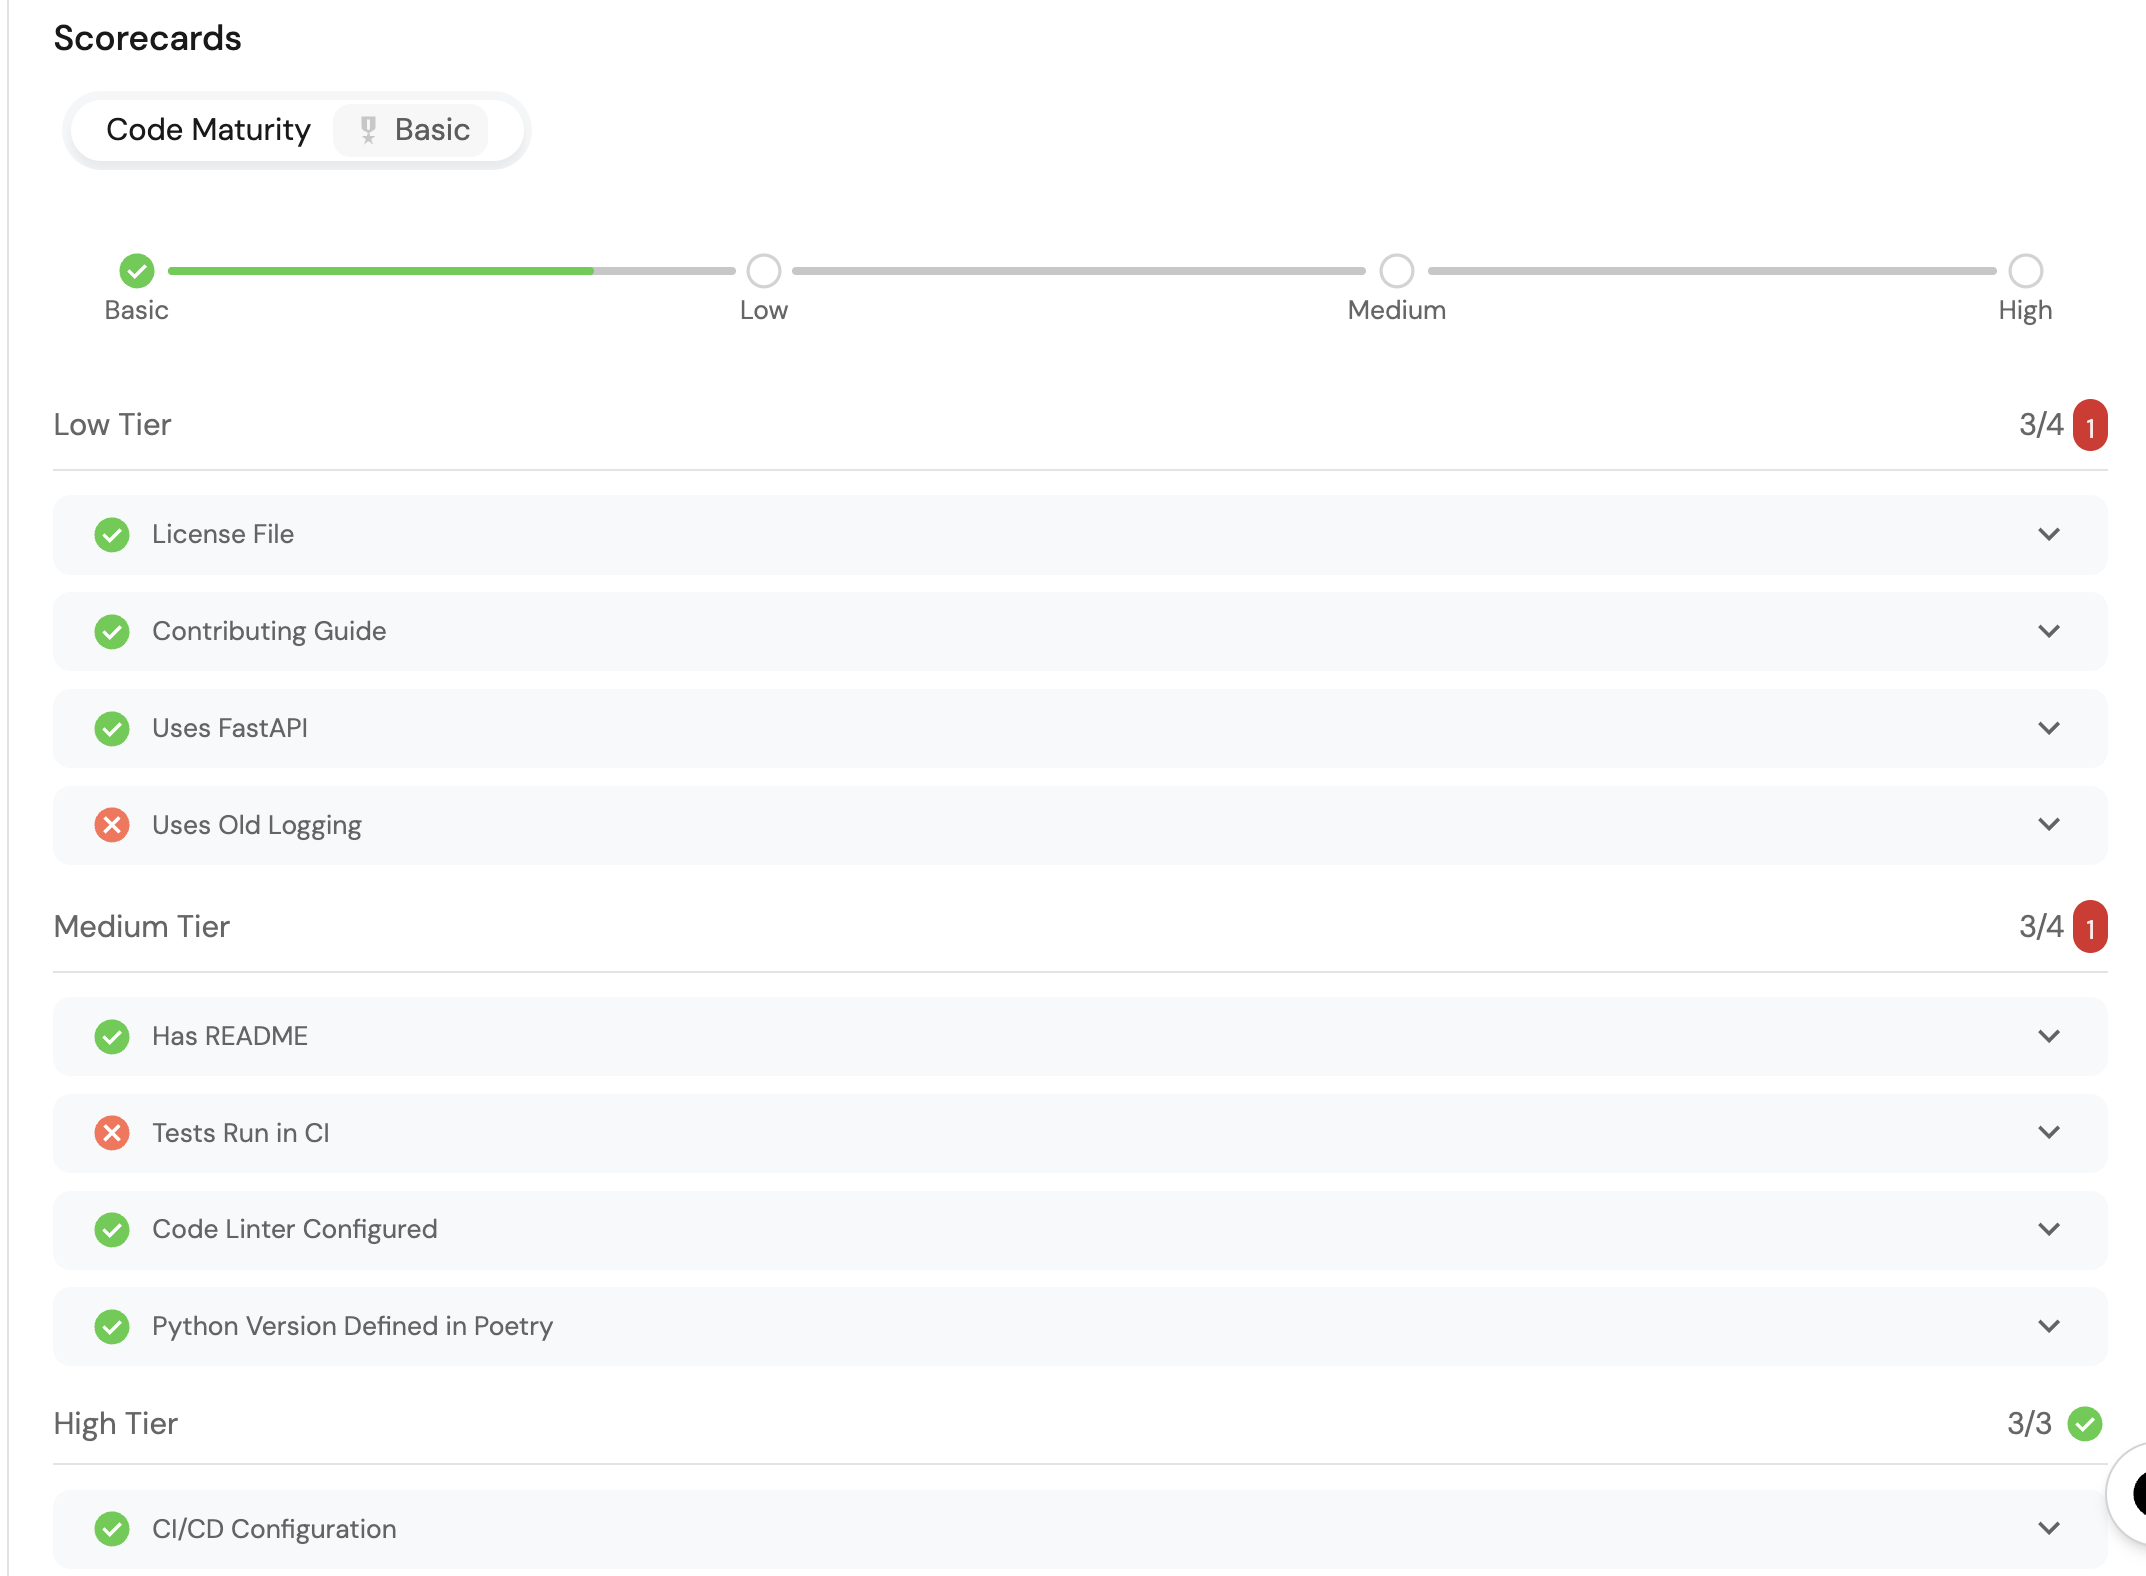 Scorecards
Code Maturity Basic
Basic Low Medium High
Low Tier 3/4 1
License File
Contributing Guide
Uses FastAPI
Uses Old Logging
Medium Tier 3/4 1
Has README
Tests Run in CI
Code Linter Configured
Python Version Defined in Poetry
High Tier 3/3
CI/CD Configuration